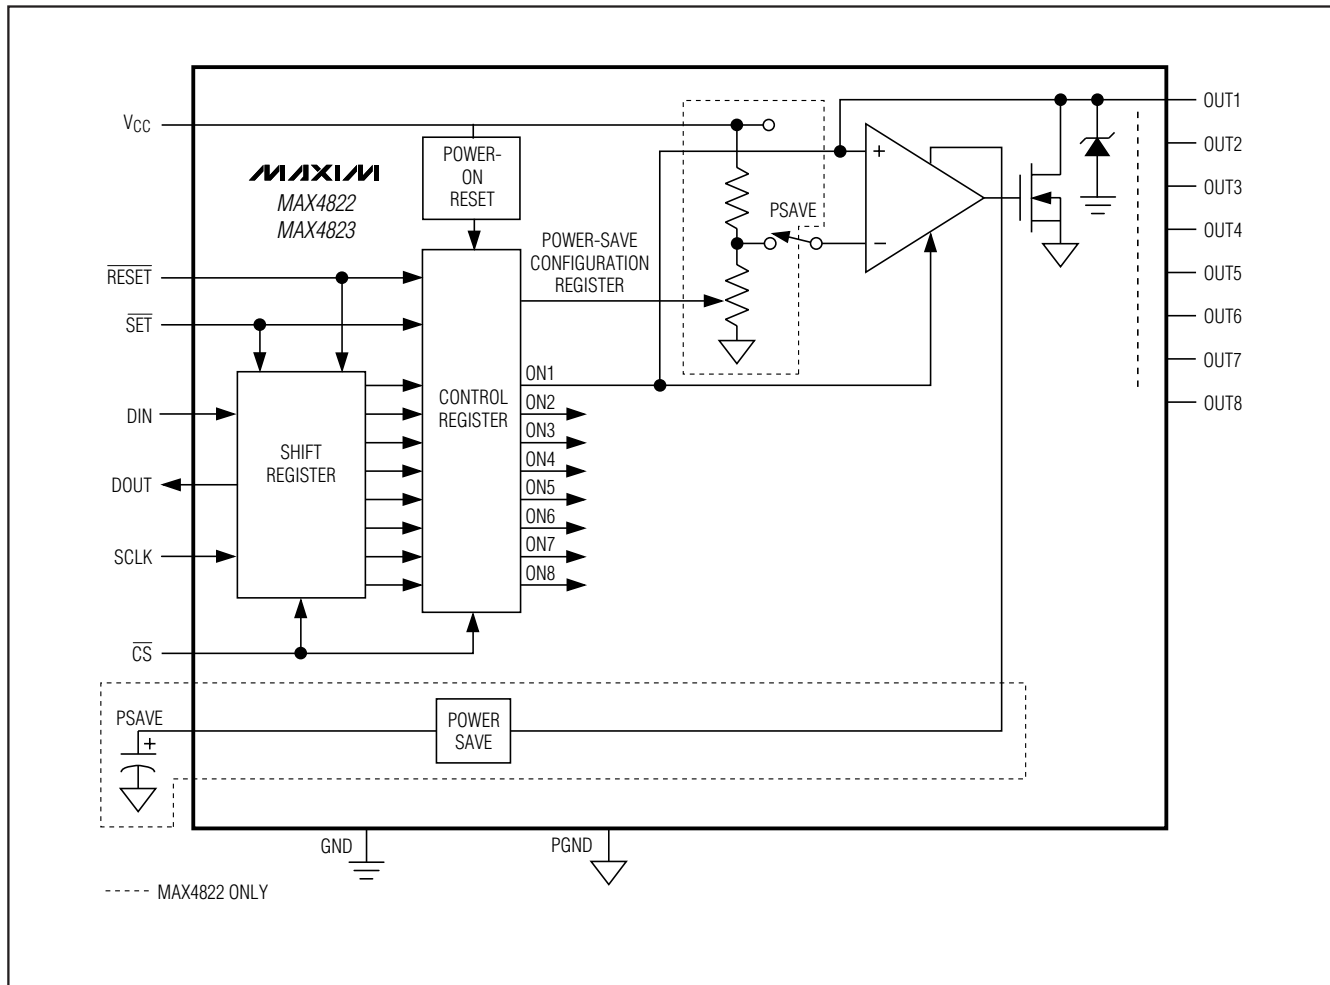 VCC
MAXIM
MAX4822
MAX4823
POWER-
ON
RESET
POWER-SAVE
CONFIGURATION
REGISTER
PSAVE
+
−
OUT1
OUT2
OUT3
OUT4
OUT5
OUT6
OUT7
OUT8
RESET
SET
DIN
DOUT
SCLK
CS
SHIFT
REGISTER
CONTROL
REGISTER
ON1
ON2
ON3
ON4
ON5
ON6
ON7
ON8
PSAVE
+
POWER
SAVE
GND
PGND
MAX4822 ONLY